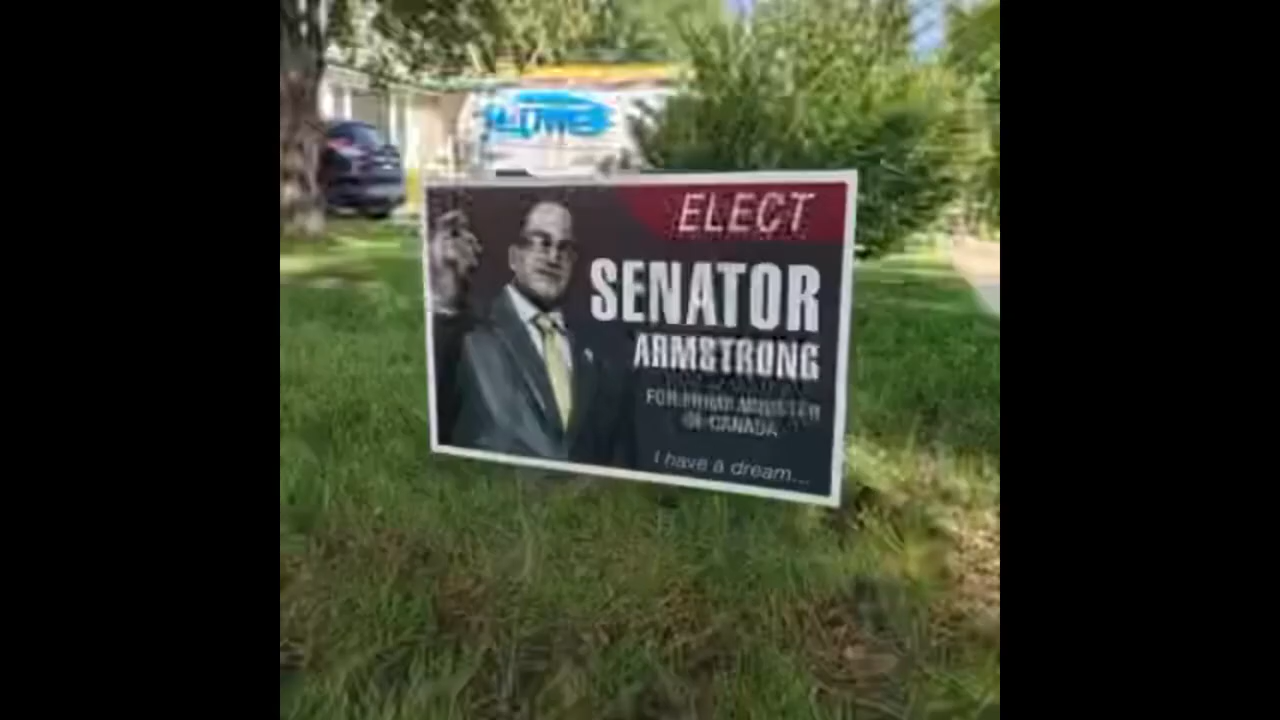 ELECT
SENATOR
ARMSTRONG
FOR PRIME MINISTER
OF CANADA
I have a dream...